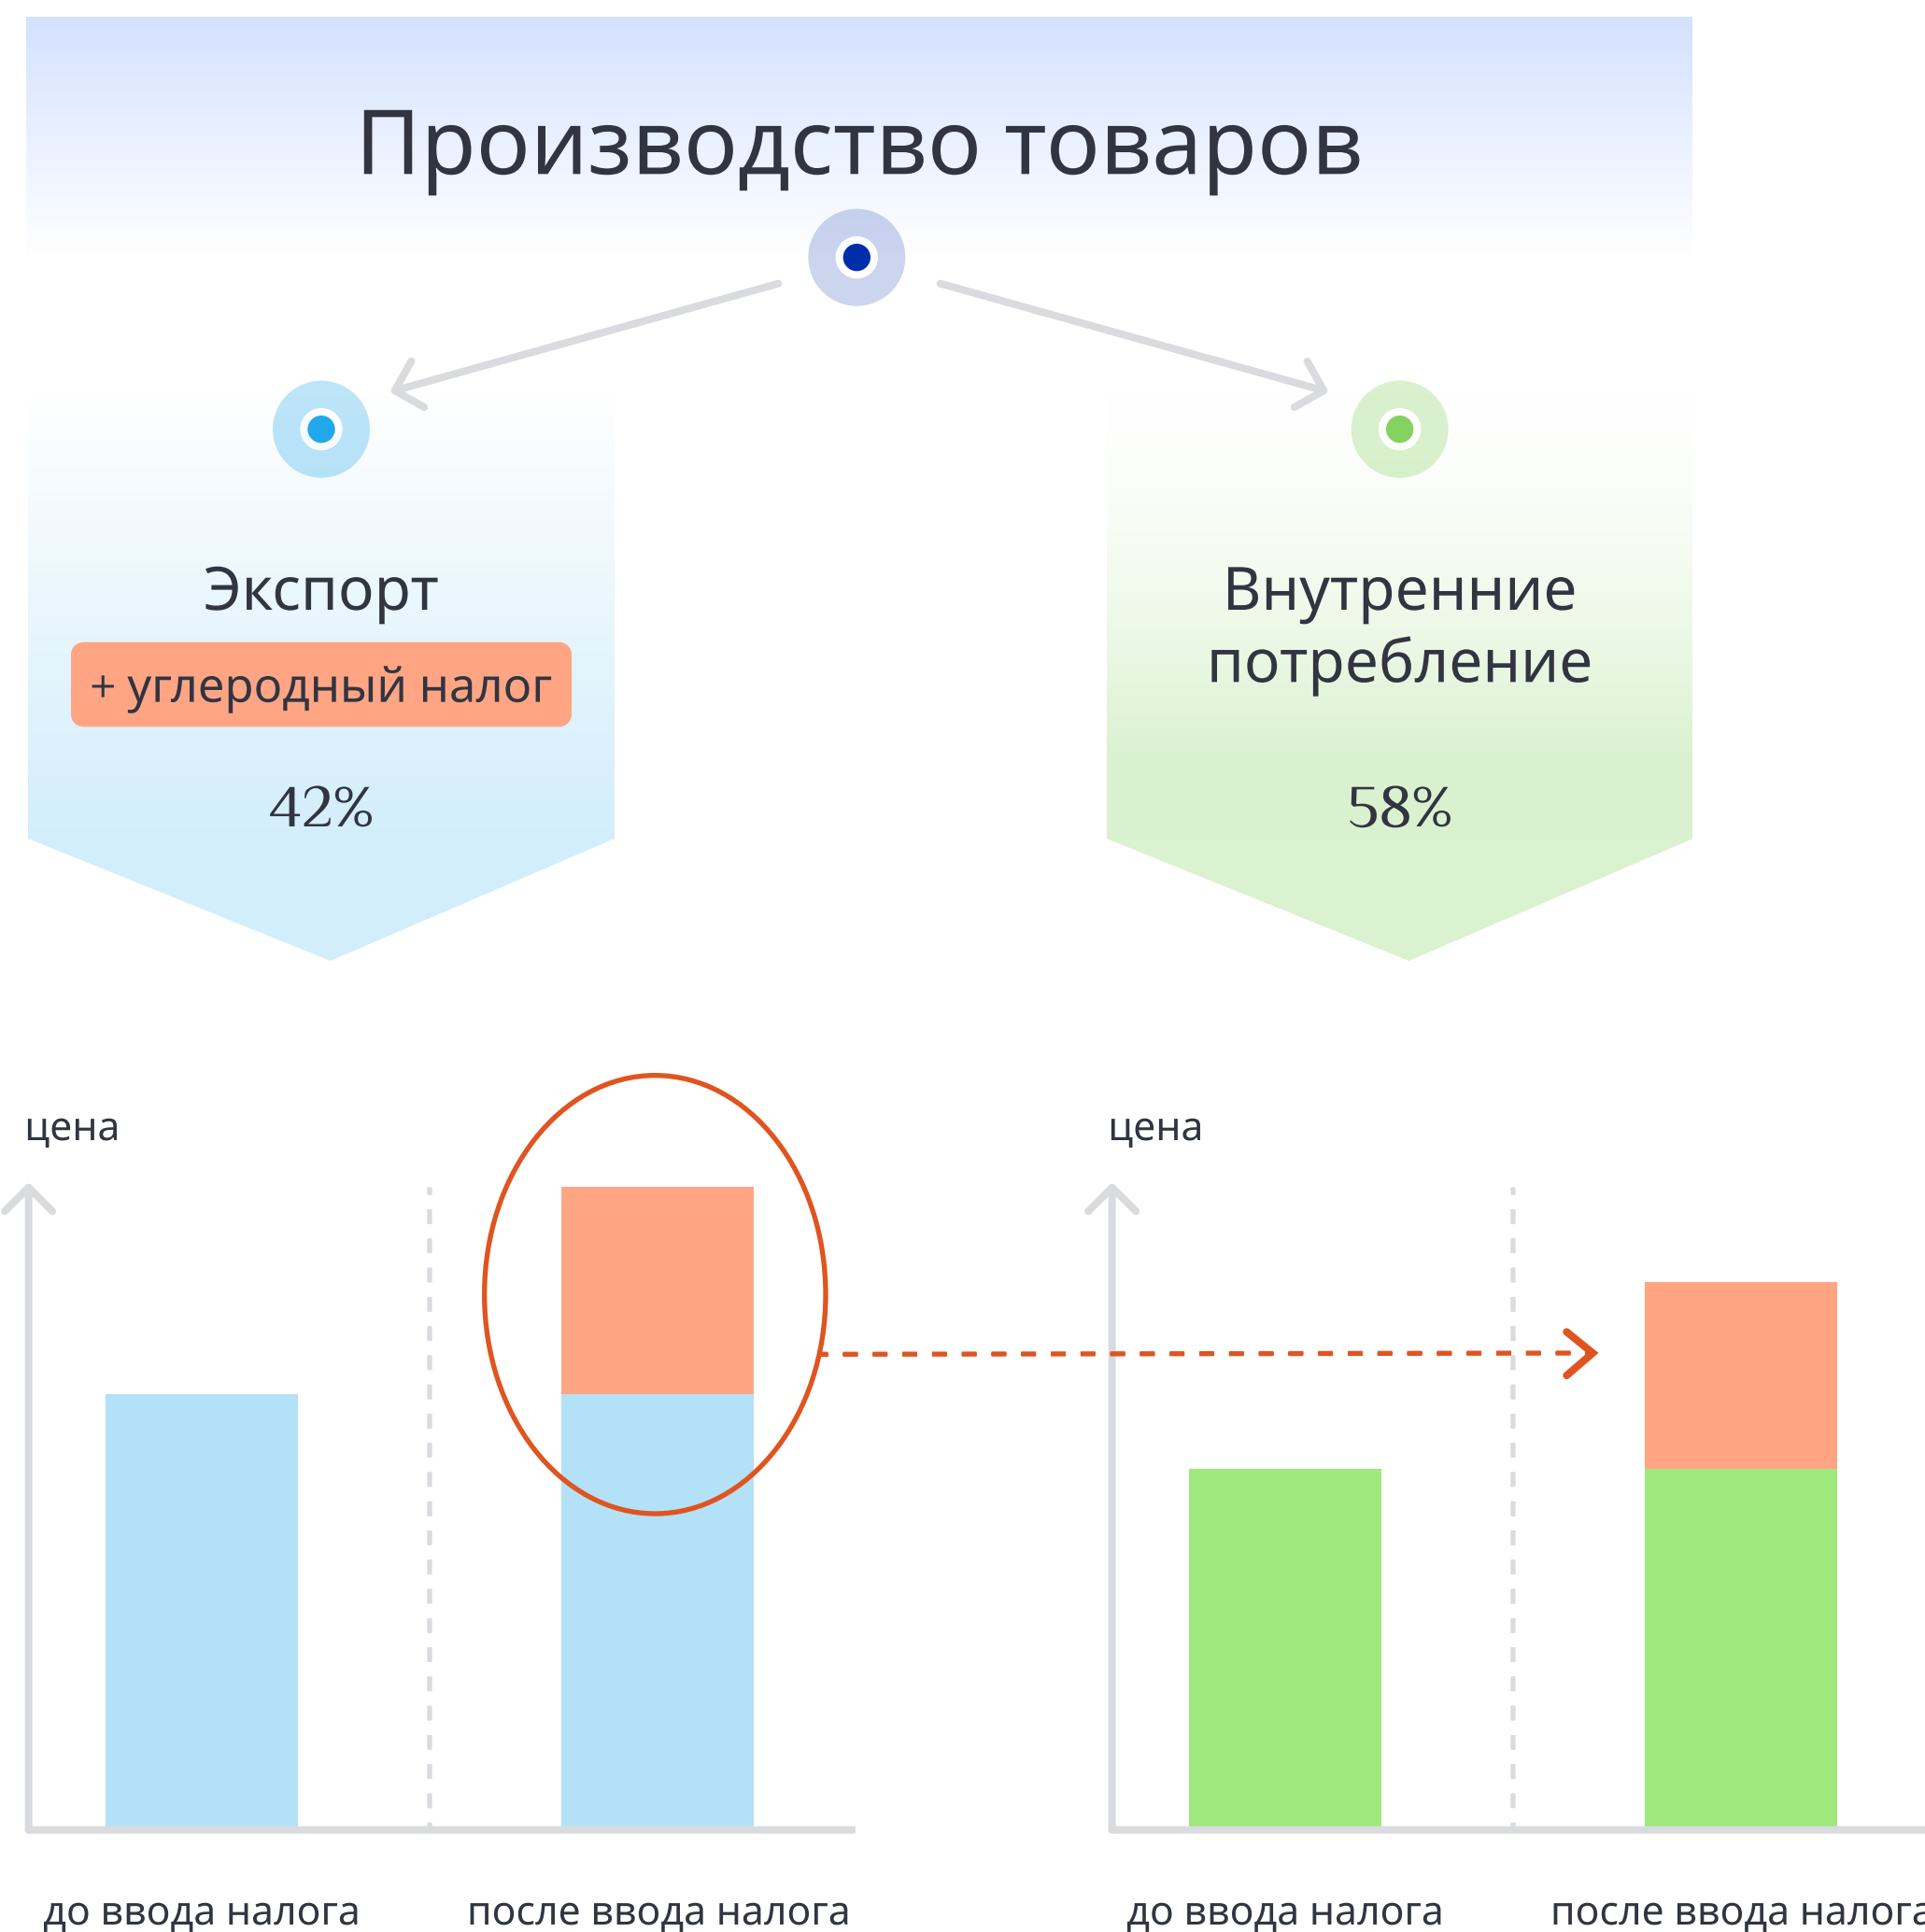 Производство товаров
Экспорт
+ углеродный налог
42%
Внутренние
потребление
58%
цена
до ввода налога
после ввода налога
цена
до ввода налога
после ввода налога